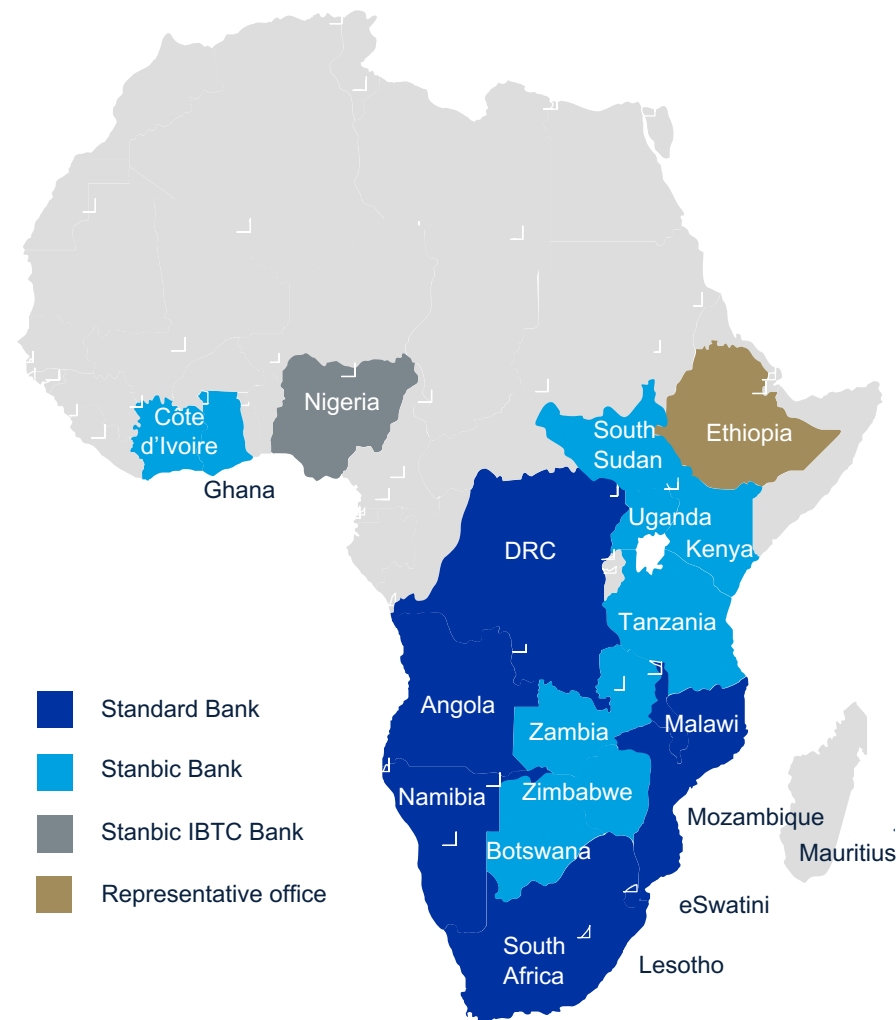 Nigeria
Côte
d’Ivoire
Ghana
South
Sudan
Ethiopia
Uganda
DRC
Kenya
Tanzania
Angola
Zambia
Malawi
Namibia
Zimbabwe
Mozambique
Botswana
Mauritius
eSwatini
South
Africa
Lesotho
Standard Bank
Stanbic Bank
Stanbic IBTC Bank
Representative office